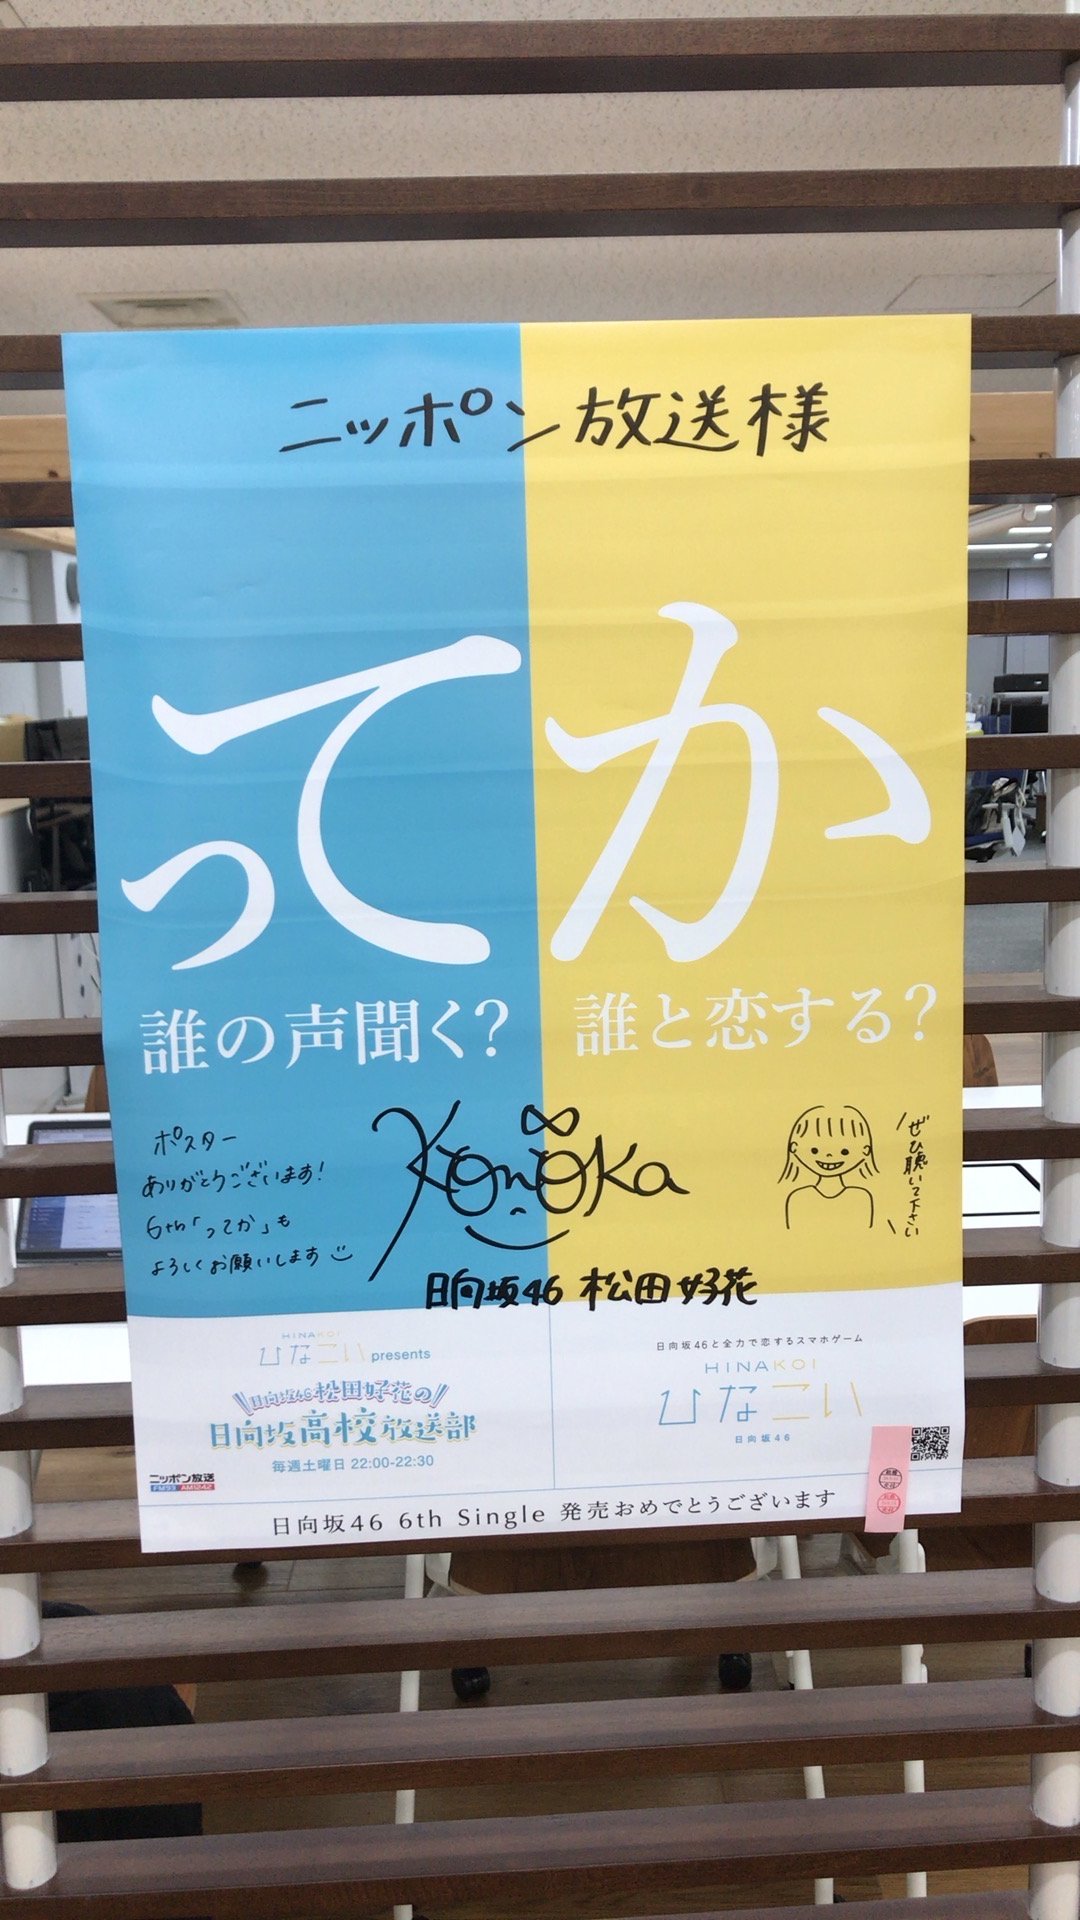 ニッポン放送様
ってか
誰の声聞く?
誰と恋する?
ポスター
ありがとうございます!
6th「ってか」も
よろしくお願いします
Konoka
日向坂46 松田好花
ぜひ聴いて下さい
HINAKOI
ひなこい presents
日向坂46松田好花の
日向坂高校放送部
毎週土曜日 22:00-22:30
ニッポン放送
FM93 AM1242
日向坂46と全力で恋するスマホゲーム
HINAKOI
ひなこい
日向坂46
日向坂46 6th Single 発売おめでとうございます